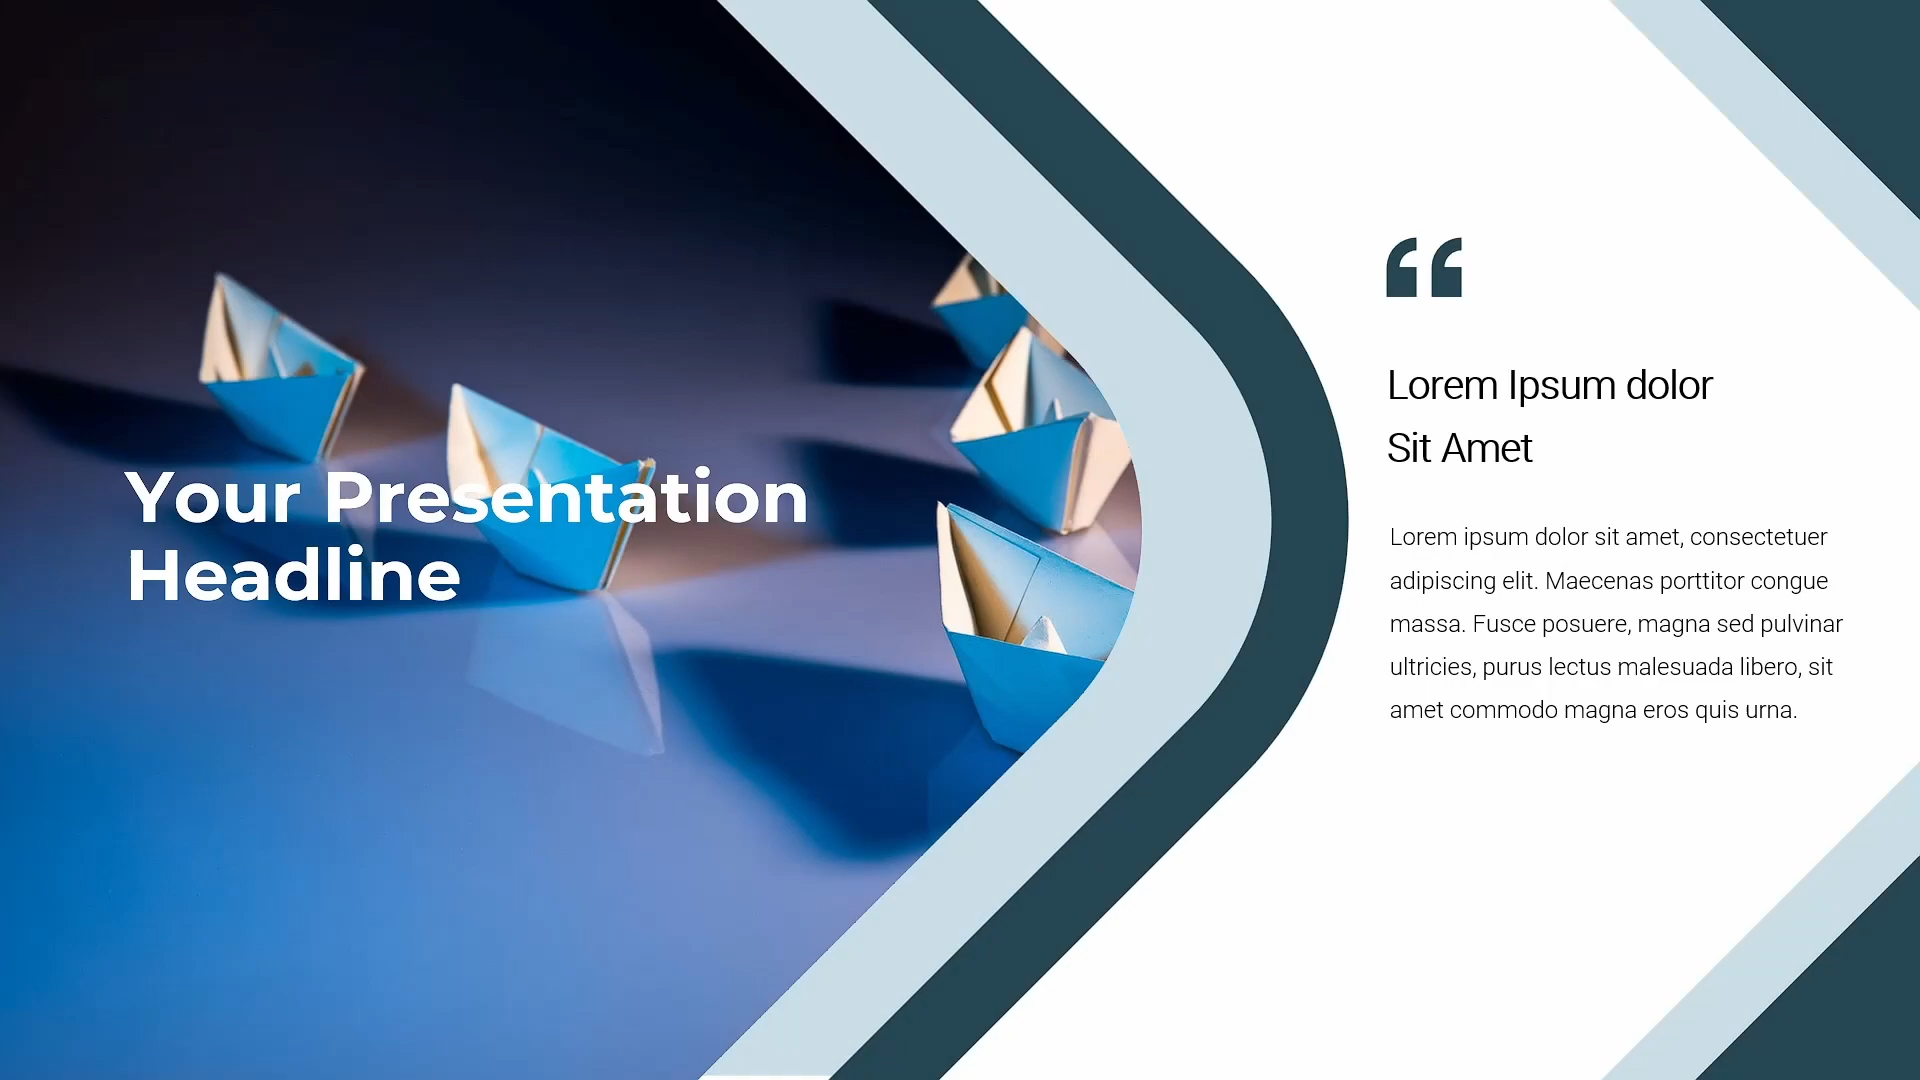 Your Presentation
Headline
“
Lorem Ipsum dolor
Sit Amet
Lorem ipsum dolor sit amet, consectetuer
adipiscing elit. Maecenas porttitor congue
massa. Fusce posuere, magna sed pulvinar
ultricies, purus lectus malesuada libero, sit
amet commodo magna eros quis urna.